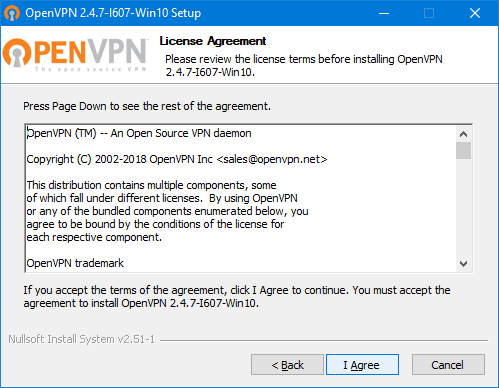 OpenVPN 2.4.7-I607-Win10 Setup
OPENVPN™
The open source VPN
License Agreement
Please review the license terms before installing OpenVPN
2.4.7-I607-Win10.
Press Page Down to see the rest of the agreement.
OpenVPN (TM) -- An Open Source VPN daemon
Copyright (C) 2002-2018 OpenVPN Inc <sales@openvpn.net>
This distribution contains multiple components, some
of which fall under different licenses.  By using OpenVPN
or any of the bundled components enumerated below, you
agree to be bound by the conditions of the license for
each respective component.
OpenVPN trademark
If you accept the terms of the agreement, click I Agree to continue. You must accept the
agreement to install OpenVPN 2.4.7-I607-Win10.
Nullsoft Install System v2.51-1
< Back
I Agree
Cancel